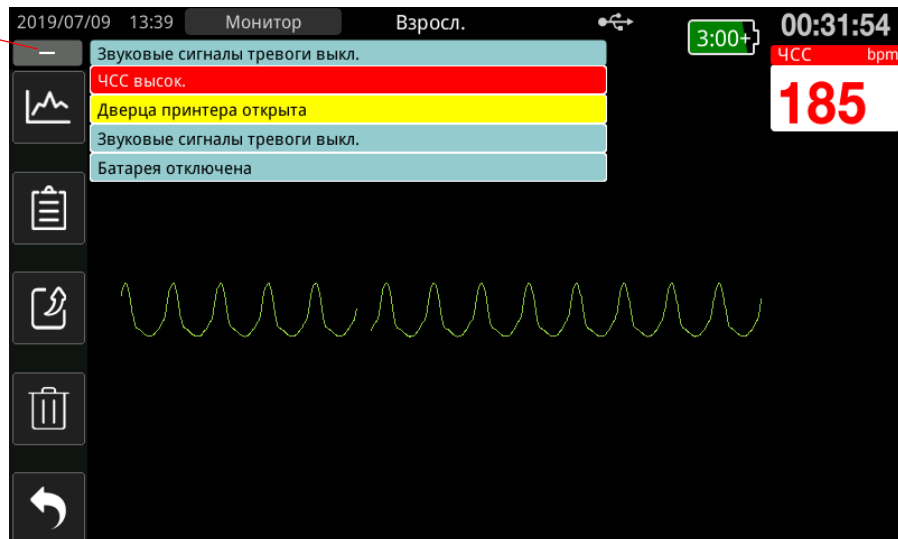 2019/07/09 13:39 Монитор Взросл. 3:00+ 00:31:54
ЧСС bpm
185
Звуковые сигналы тревоги выкл.
ЧСС высок.
Дверца принтера открыта
Звуковые сигналы тревоги выкл.
Батарея отключена